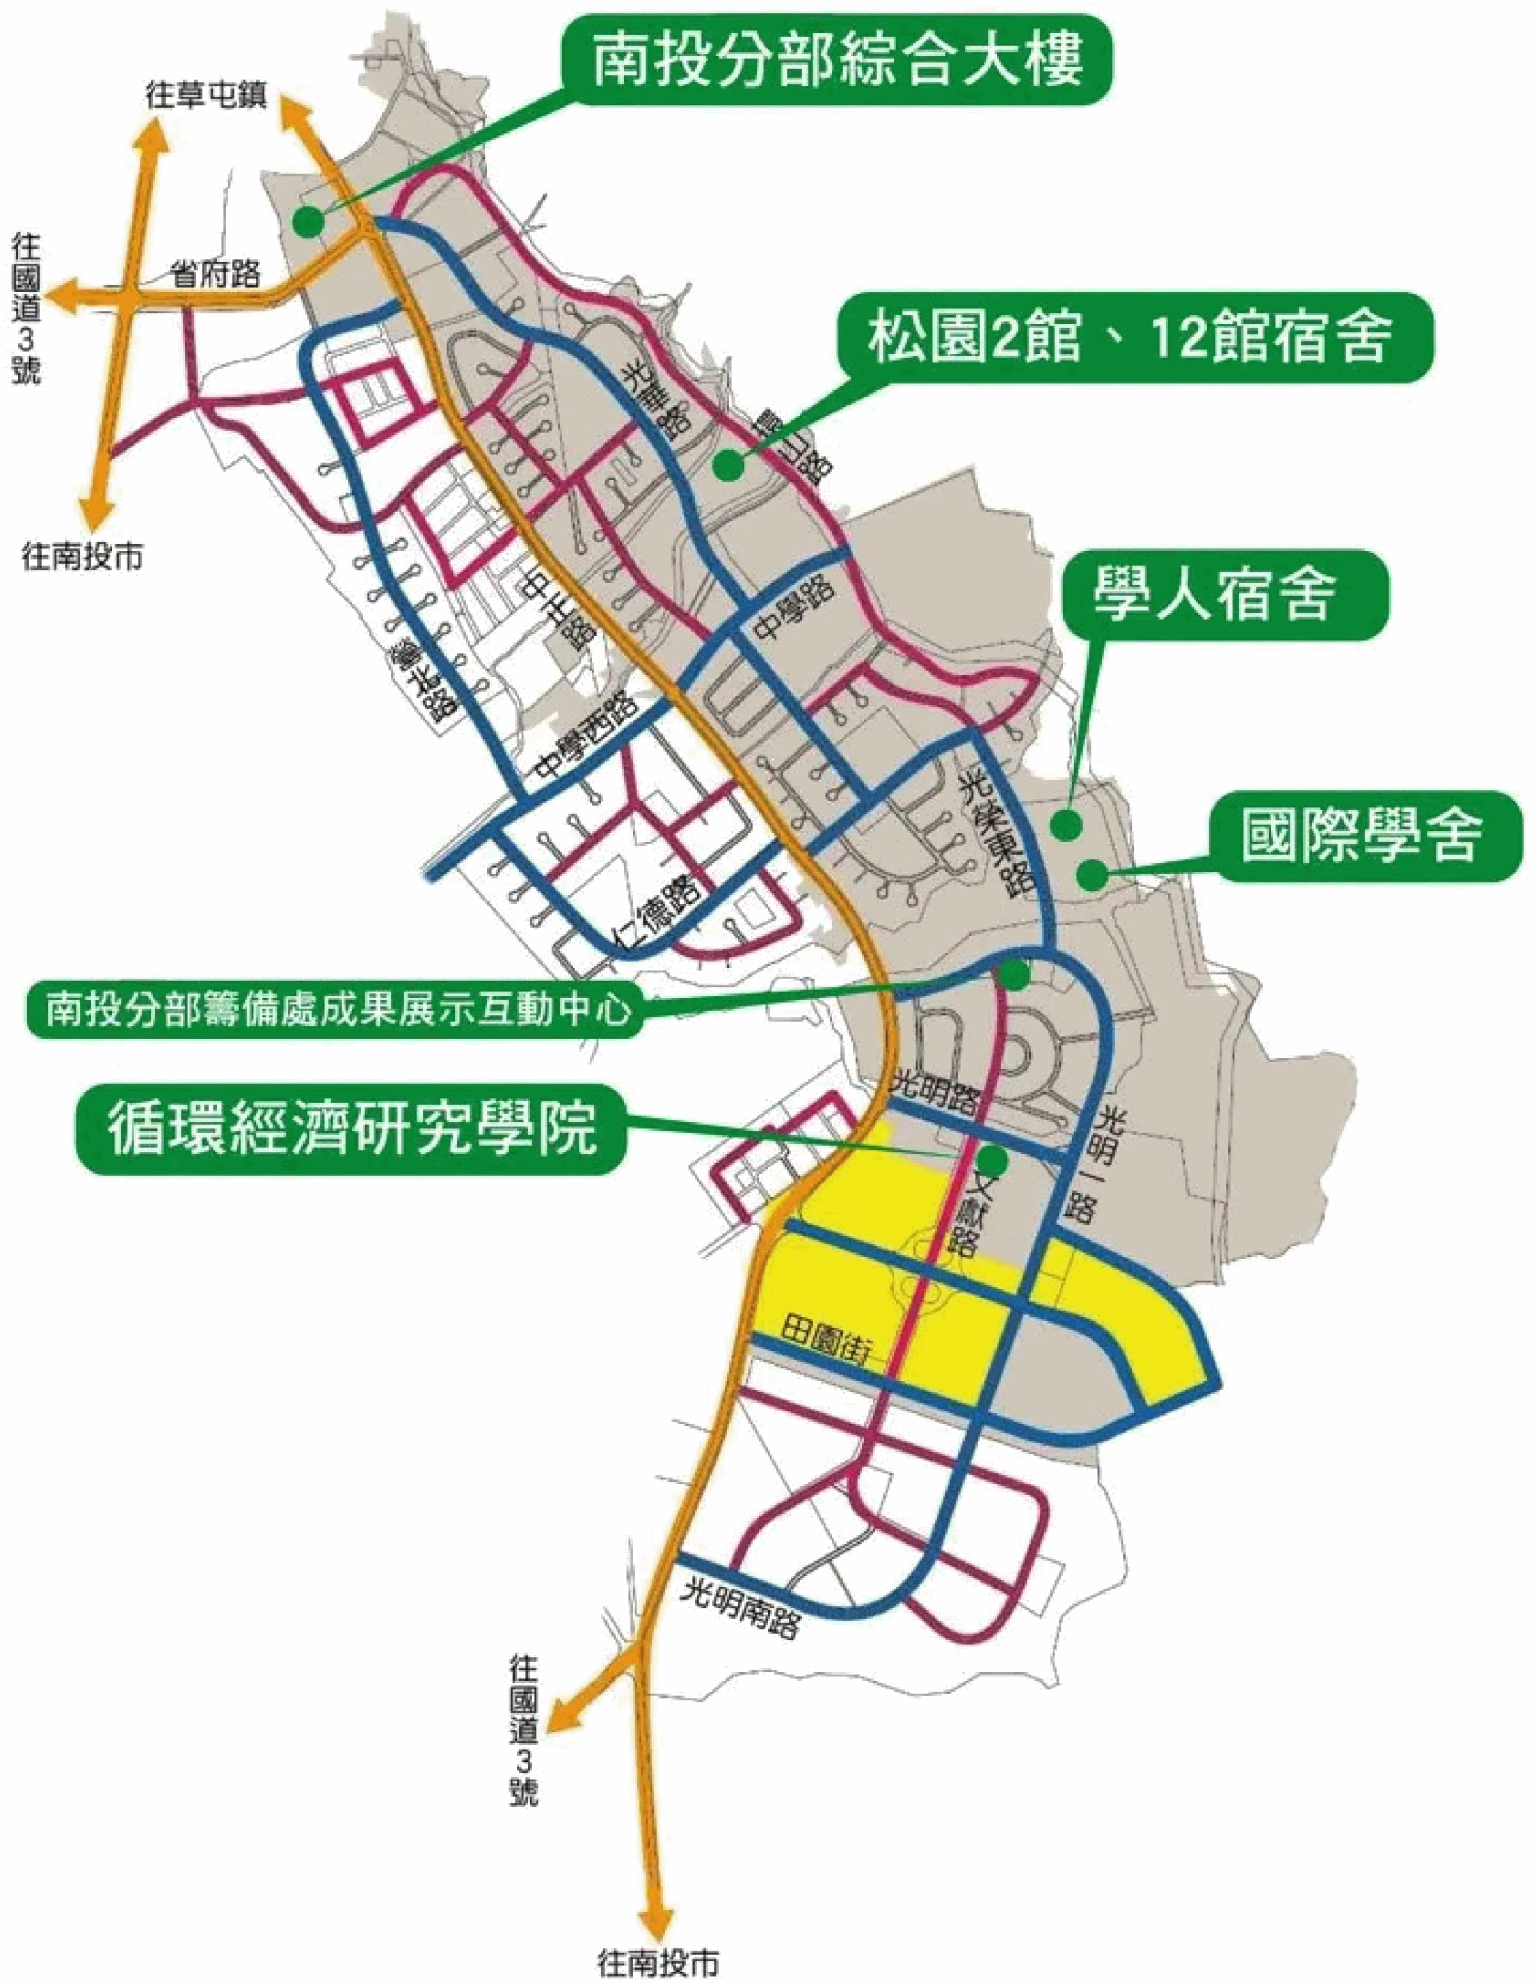 南投分部綜合大樓
往草屯鎮
往國道3號
省府路
松園2館、12館宿舍
光華路
環山路
往南投市
學人宿舍
中正路
中學路
中學西路
光榮東路
國際學舍
仁德路
南投分部籌備處成果展示互動中心
光明路
循環經濟研究學院
光明一路
文獻路
田園街
光明南路
往國道3號
往南投市